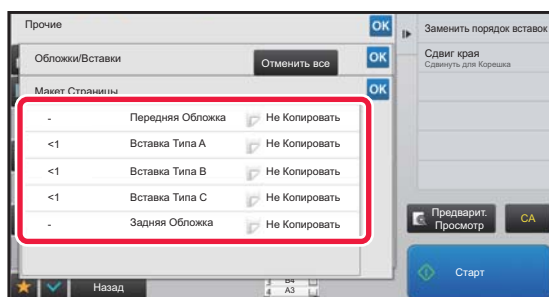 Прочие
OK
Обложки/Вставки
Отменить все
OK
Макет Страницы
OK
- Передняя Обложка Не Копировать
<1 Вставка Типа A Не Копировать
<1 Вставка Типа B Не Копировать
<1 Вставка Типа C Не Копировать
- Задняя Обложка Не Копировать
Назад
3 B4
4 A3
Заменить порядок вставок
Сдвиг края
Сдвинуть для Корешка
Предварит.
Просмотр
CA
Старт